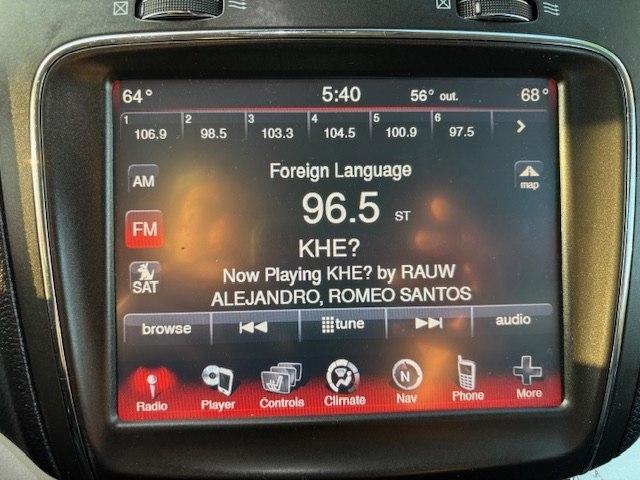 64° 5:40 56° out. 68°
1 106.9 2 98.5 3 103.3 4 104.5 5 100.9 6 97.5 >
AM Foreign Language map
FM 96.5 ST
KHE?
SAT Now Playing KHE? by RAUW
ALEJANDRO, ROMEO SANTOS
browse tune audio
N
Radio Player Controls Climate Nav Phone More